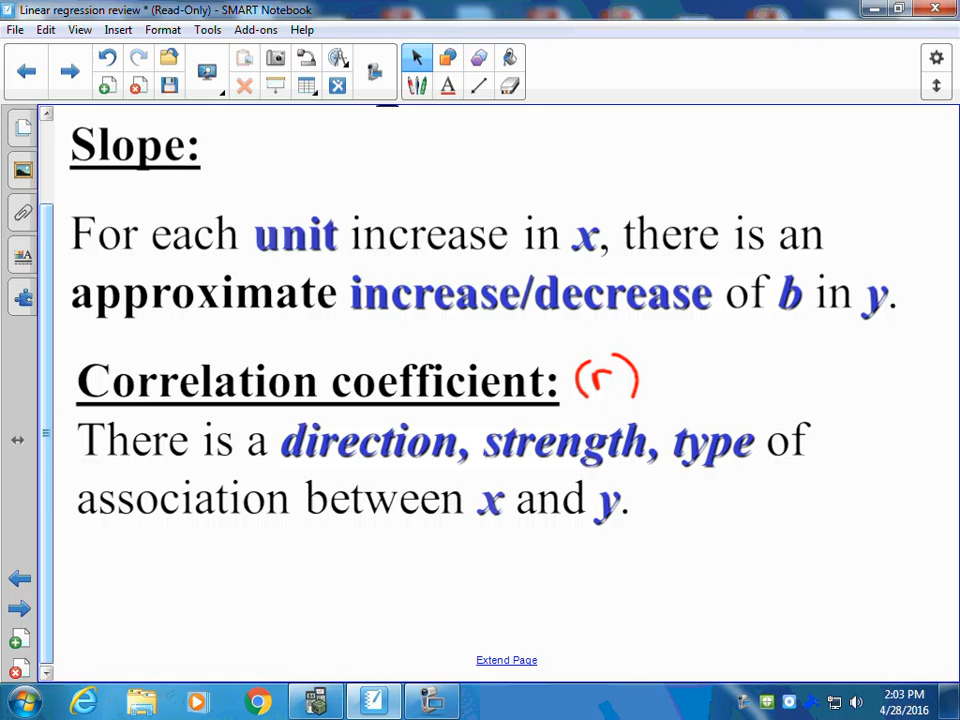 Linear regression review * (Read-Only) - SMART Notebook
File Edit View Insert Format Tools Add-ons Help
Slope:
For each unit increase in x, there is an
approximate increase/decrease of b in y.
Correlation coefficient: (r)
There is a direction, strength, type of
association between x and y.
Extend Page
2:03 PM
4/28/2016